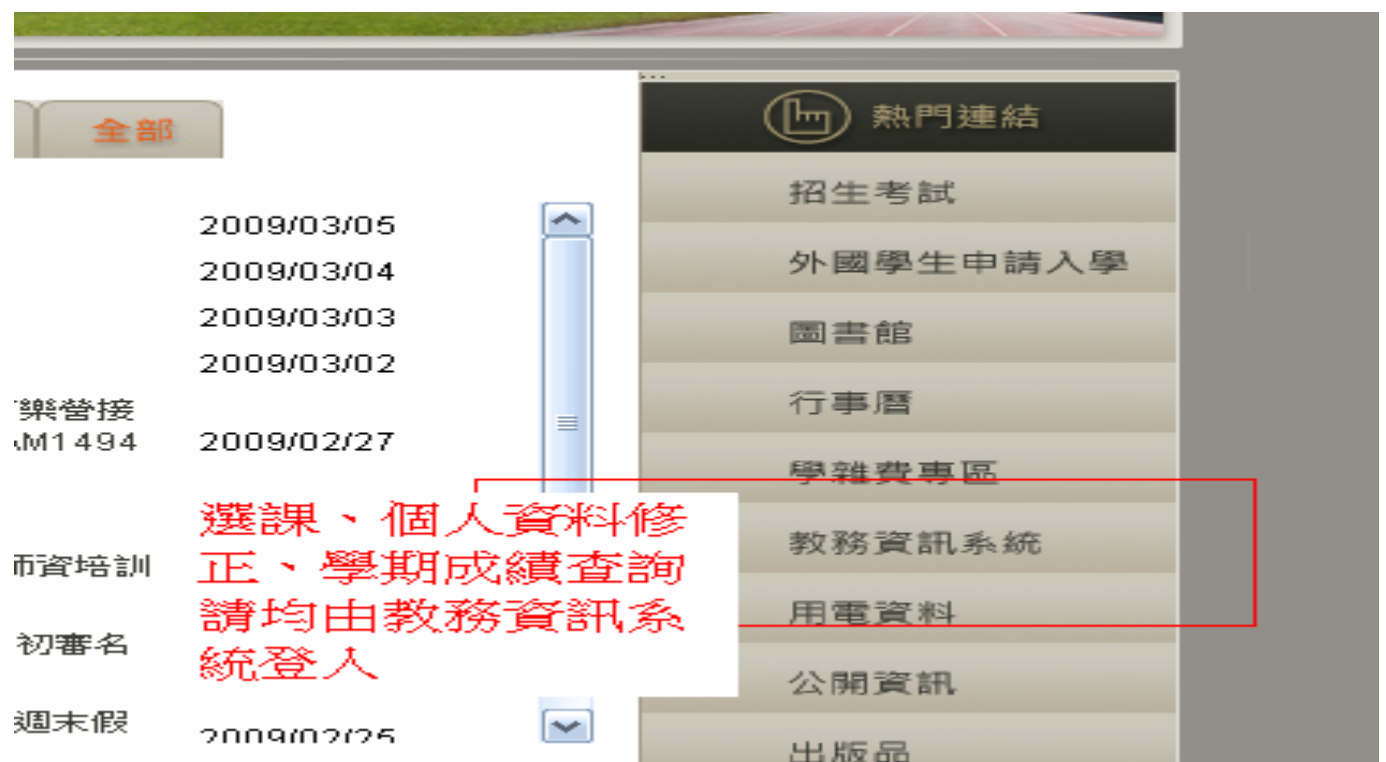 全部
2009/03/05
2009/03/04
2009/03/03
2009/03/02
樂營接
M1494 2009/02/27
師資培訓
初審名
週末假
2009/02/25
選課、個人資料修
正、學期成績查詢
請均由教務資訊系
統登入
...
熱門連結
招生考試
外國學生申請入學
圖書館
行事曆
學雜費專區
教務資訊系統
用電資料
公開資訊
出版品